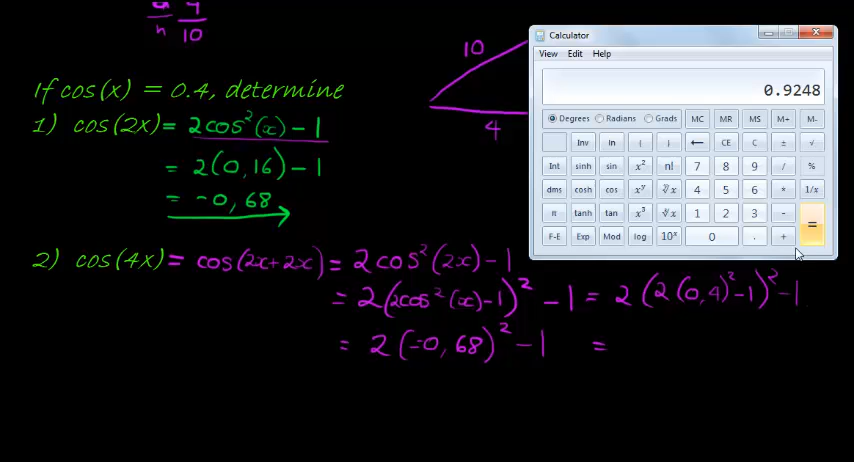 a 4
n 10
10
4
If cos(x) = 0.4, determine
1) cos(2x) = 2cos²(x) - 1
= 2(0,16) - 1
= -0,68
2) cos(4x) = cos(2x+2x) = 2cos²(2x) - 1
= 2(2cos²(x)-1)² - 1 = 2(2(0,4)²-1)²-1
= 2(-0,68)² - 1 =
Calculator
View Edit Help
0.9248
Degrees Radians Grads MC MR MS M+ M-
Inv ln ( ) ← CE C ± √
Int sinh sin x² n! 7 8 9 / %
dms cosh cos xʸ ʸ√x 4 5 6 * 1/x
π tanh tan x³ ³√x 1 2 3 - =
F-E Exp Mod log 10ˣ 0 . +